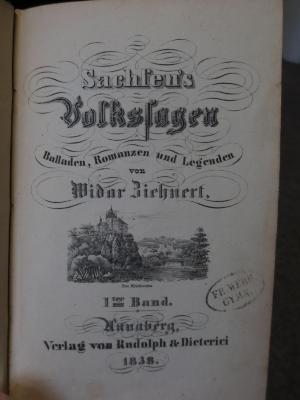 Sachsen's
Volkssagen
Balladen, Romanzen und Legenden
von
Widar Ziehnert.
1ster Band.
Annaberg,
Verlag von Rudolph & Dieterici
1838.